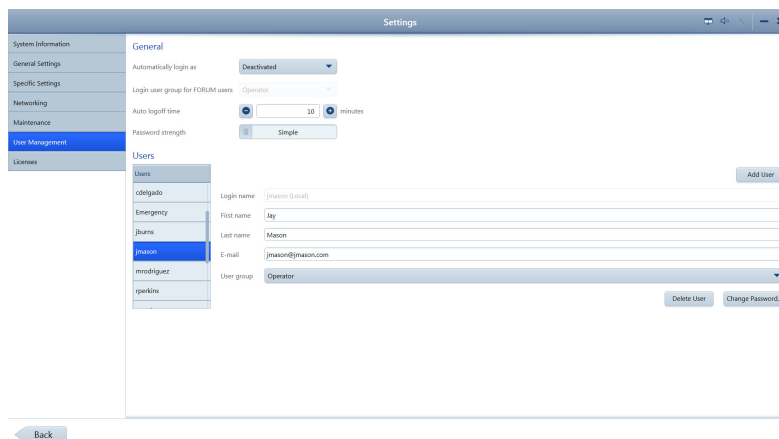 Settings
System Information
General Settings
Specific Settings
Networking
Maintenance
User Management
Licenses
General
Automatically login as Deactivated
Login user group for FORUM users Operator
Auto logoff time 10 minutes
Password strength Simple
Users
Users
Add User
cdelgado
Emergency
jburns
jmason
mrodriguez
rperkins
Login name jmason (Local)
First name Jay
Last name Mason
E-mail jmason@jmason.com
User group Operator
Delete User Change Password.
Back